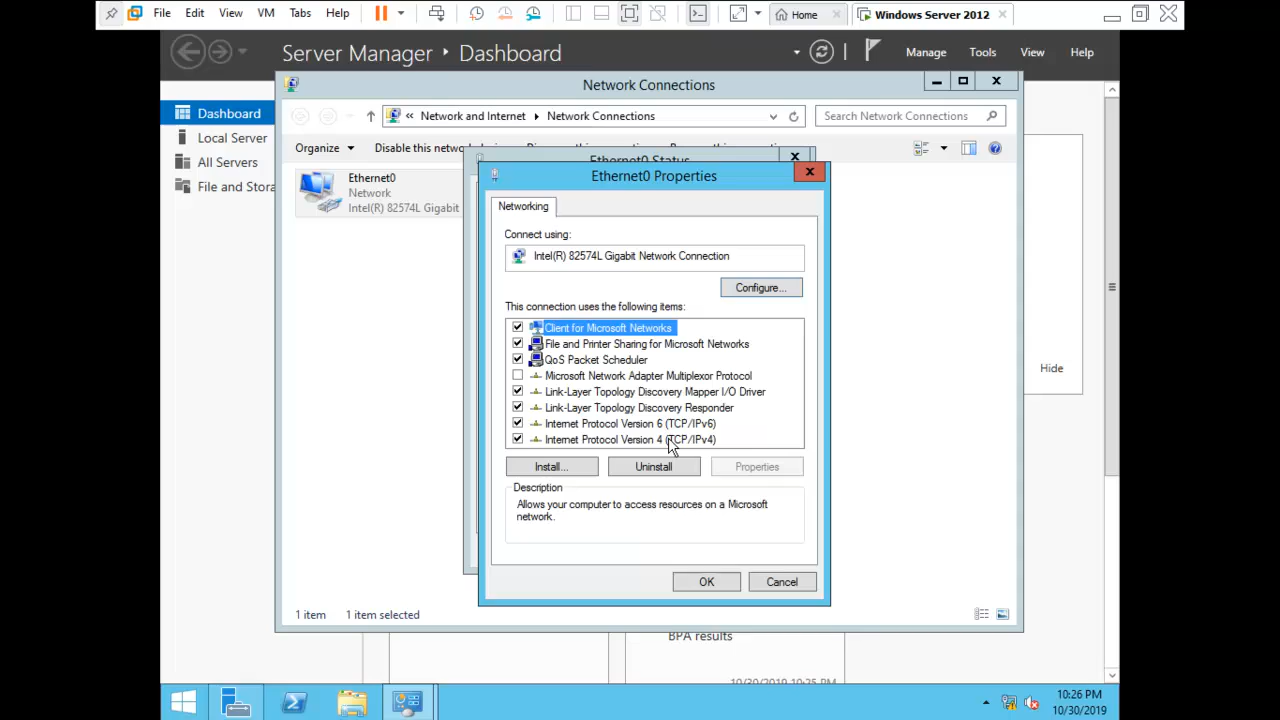 File Edit View VM Tabs Help Home Windows Server 2012
Server Manager Dashboard Manage Tools View Help
Network Connections
Dashboard
Local Server
All Servers
File and Stora
« Network and Internet Network Connections Search Network Connections
Organize Disable this netwo
Ethernet0
Network
Intel(R) 82574L Gigabit
Ethernet0 Status
Ethernet0 Properties
Networking
Connect using:
Intel(R) 82574L Gigabit Network Connection
Configure...
This connection uses the following items:
Client for Microsoft Networks
File and Printer Sharing for Microsoft Networks
QoS Packet Scheduler
Microsoft Network Adapter Multiplexor Protocol
Link-Layer Topology Discovery Mapper I/O Driver
Link-Layer Topology Discovery Responder
Internet Protocol Version 6 (TCP/IPv6)
Internet Protocol Version 4 (TCP/IPv4)
Install... Uninstall Properties
Description
Allows your computer to access resources on a Microsoft
network.
OK Cancel
Hide
1 item 1 item selected
BPA results
10/30/2019 10:25 PM
10:26 PM
10/30/2019